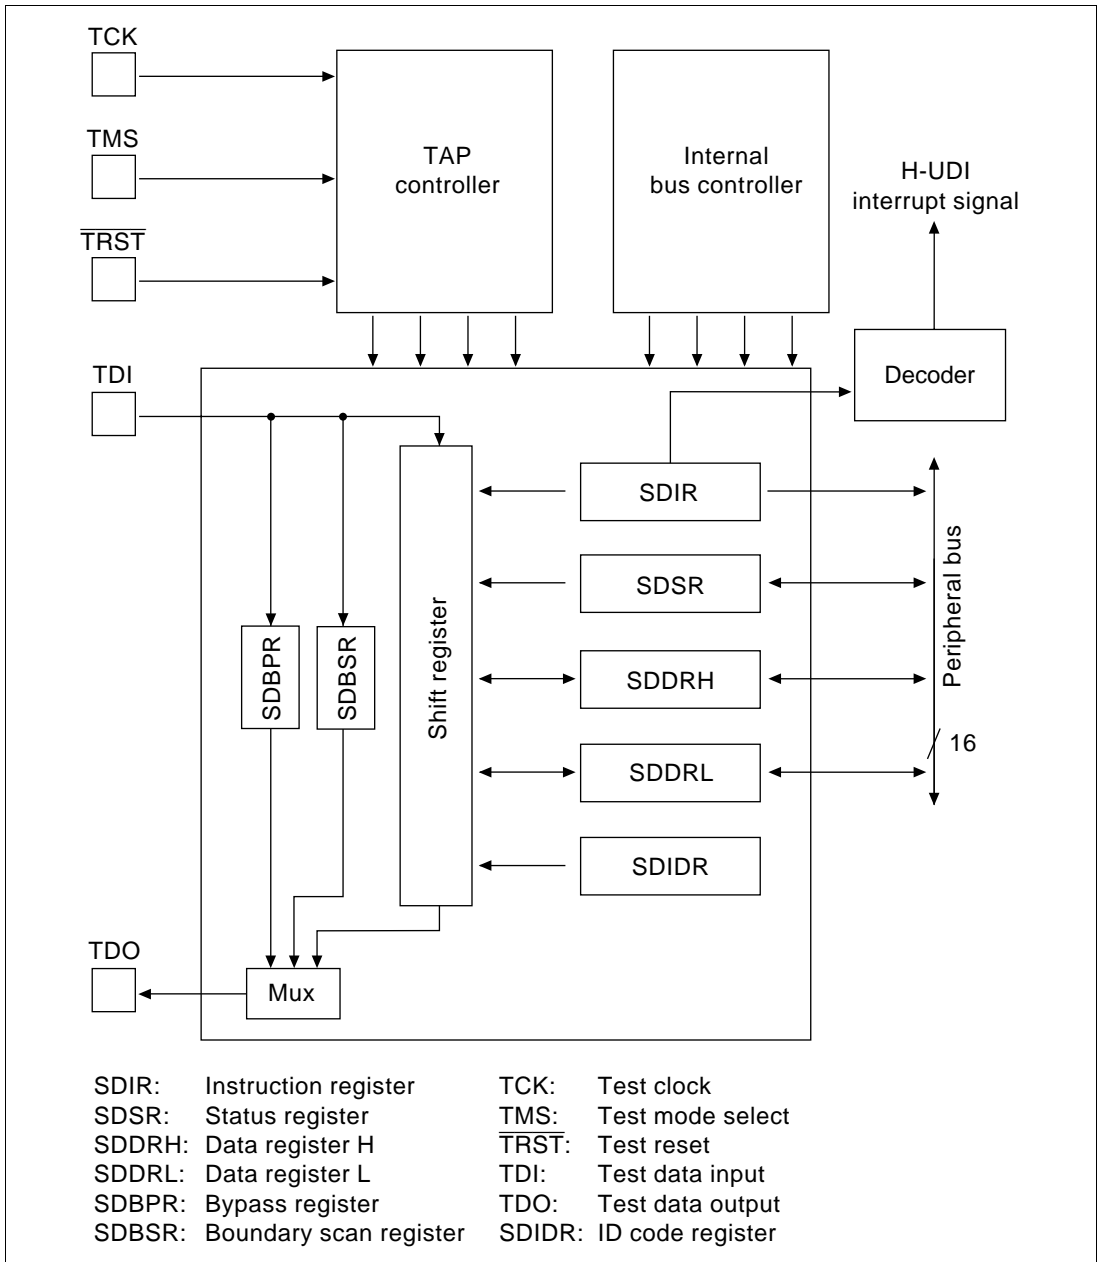 TCK
TMS
TRST
TAP
controller
Internal
bus controller
H-UDI
interrupt signal
TDI
Decoder
SDIR
SDSR
SDDRH
SDDRL
SDIDR
Shift register
SDBPR
SDBSR
Peripheral bus
16
TDO
Mux
SDIR: Instruction register
SDSR: Status register
SDDRH: Data register H
SDDRL: Data register L
SDBPR: Bypass register
SDBSR: Boundary scan register
TCK: Test clock
TMS: Test mode select
TRST: Test reset
TDI: Test data input
TDO: Test data output
SDIDR: ID code register